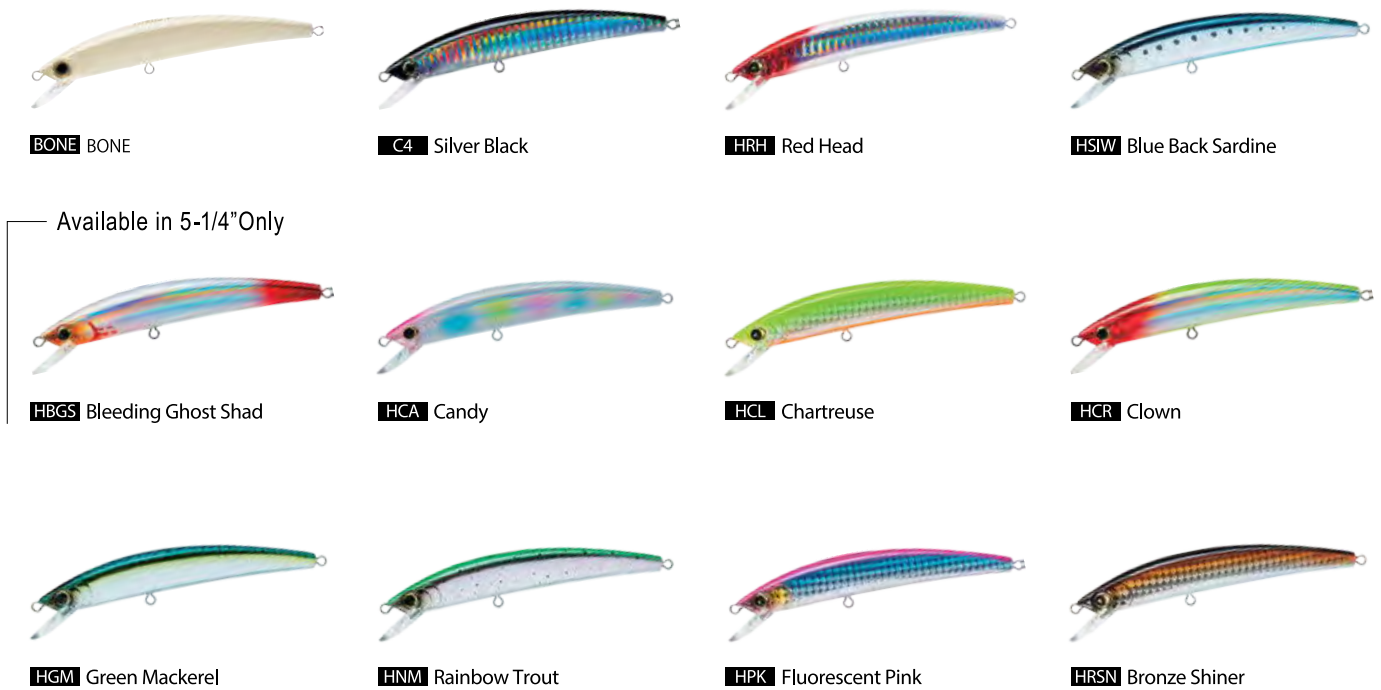 BONE BONE
C4 Silver Black
HRH Red Head
HSIW Blue Back Sardine
Available in 5-1/4”Only
HBGS Bleeding Ghost Shad
HCA Candy
HCL Chartreuse
HCR Clown
HGM Green Mackerel
HNM Rainbow Trout
HPK Fluorescent Pink
HRSN Bronze Shiner